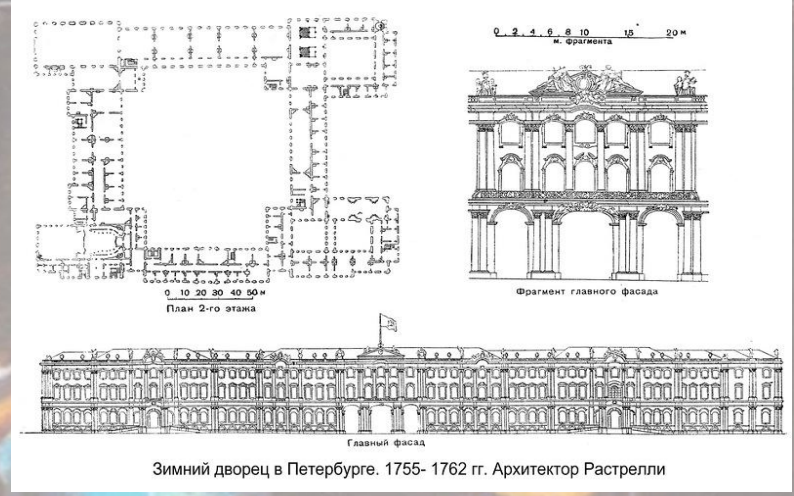 0 2 4 6 8 10 15 20 м
м. фрагмента
0 10 20 30 40 50 м
План 2-го этажа
Фрагмент главного фасада
Главный фасад
Зимний дворец в Петербурге. 1755- 1762 гг. Архитектор Растрелли